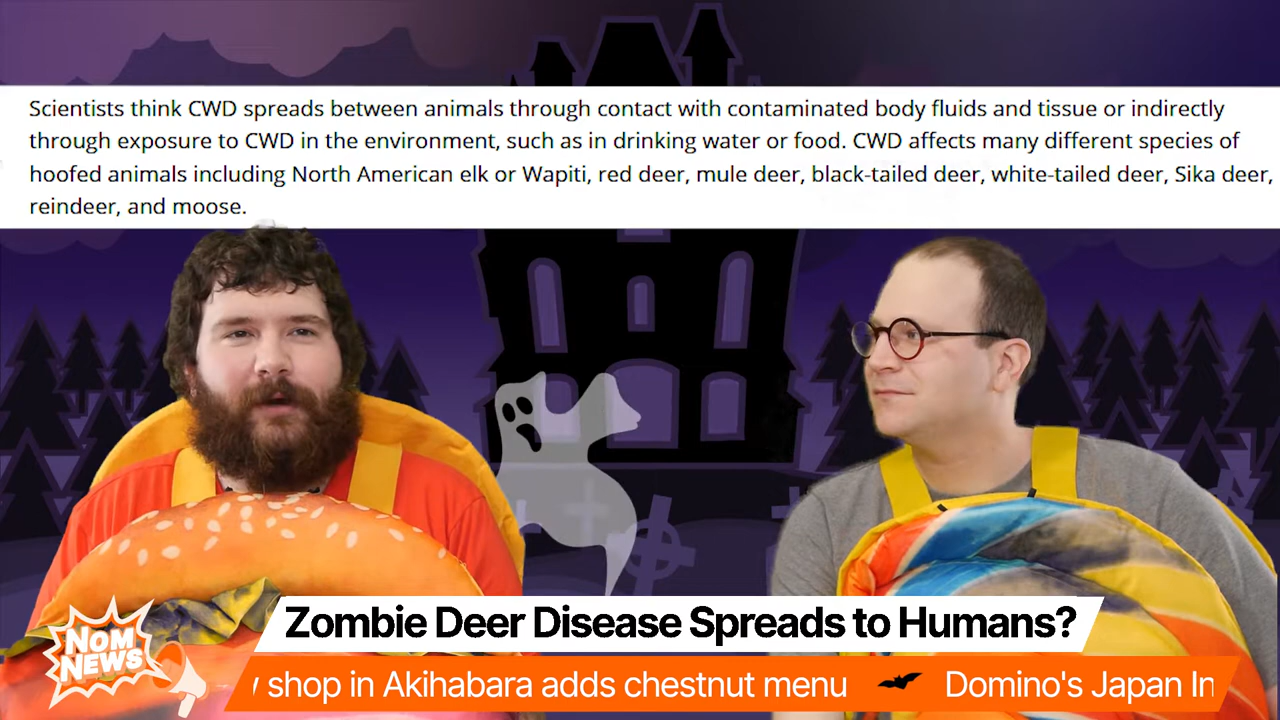 Scientists think CWD spreads between animals through contact with contaminated body fluids and tissue or indirectly
through exposure to CWD in the environment, such as in drinking water or food. CWD affects many different species of
hoofed animals including North American elk or Wapiti, red deer, mule deer, black-tailed deer, white-tailed deer, Sika deer,
reindeer, and moose.
Zombie Deer Disease Spreads to Humans?
NOM
NEWS
shop in Akihabara adds chestnut menu Domino's Japan In